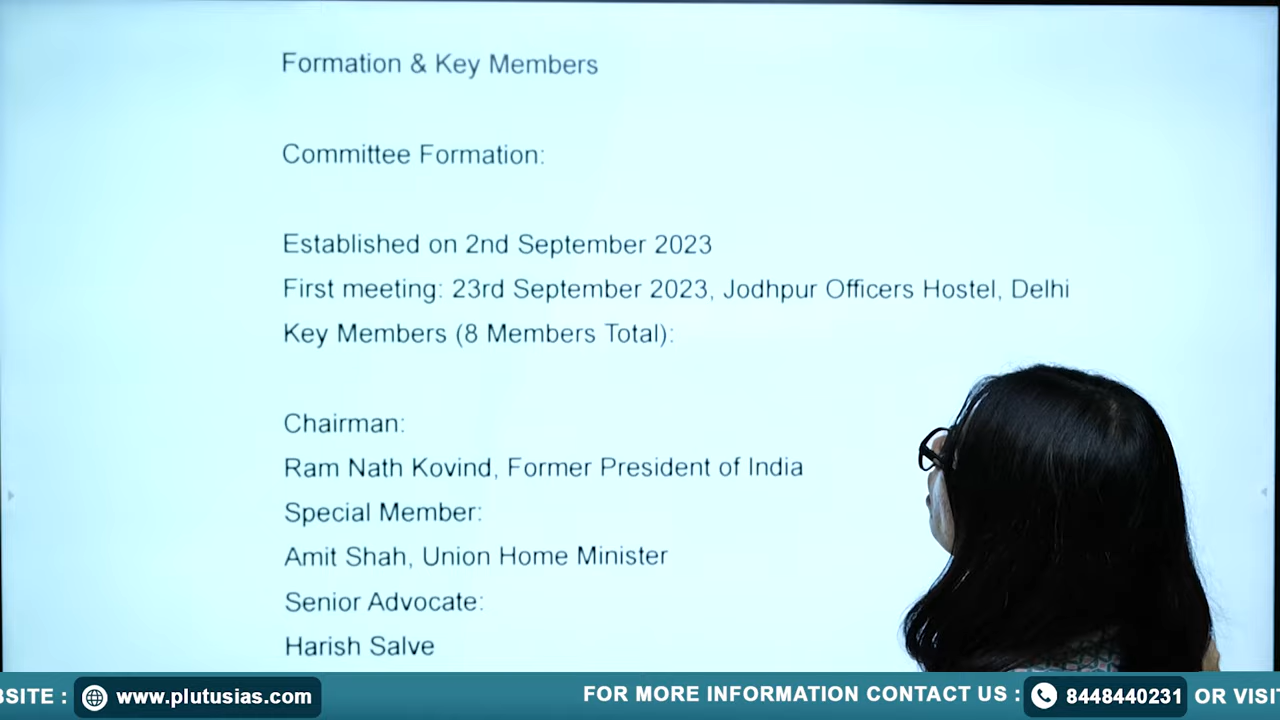 Formation & Key Members
Committee Formation:
Established on 2nd September 2023
First meeting: 23rd September 2023, Jodhpur Officers Hostel, Delhi
Key Members (8 Members Total):
Chairman:
Ram Nath Kovind, Former President of India
Special Member:
Amit Shah, Union Home Minister
Senior Advocate:
Harish Salve
BSITE : www.plutusias.com FOR MORE INFORMATION CONTACT US : 8448440231 OR VISIT